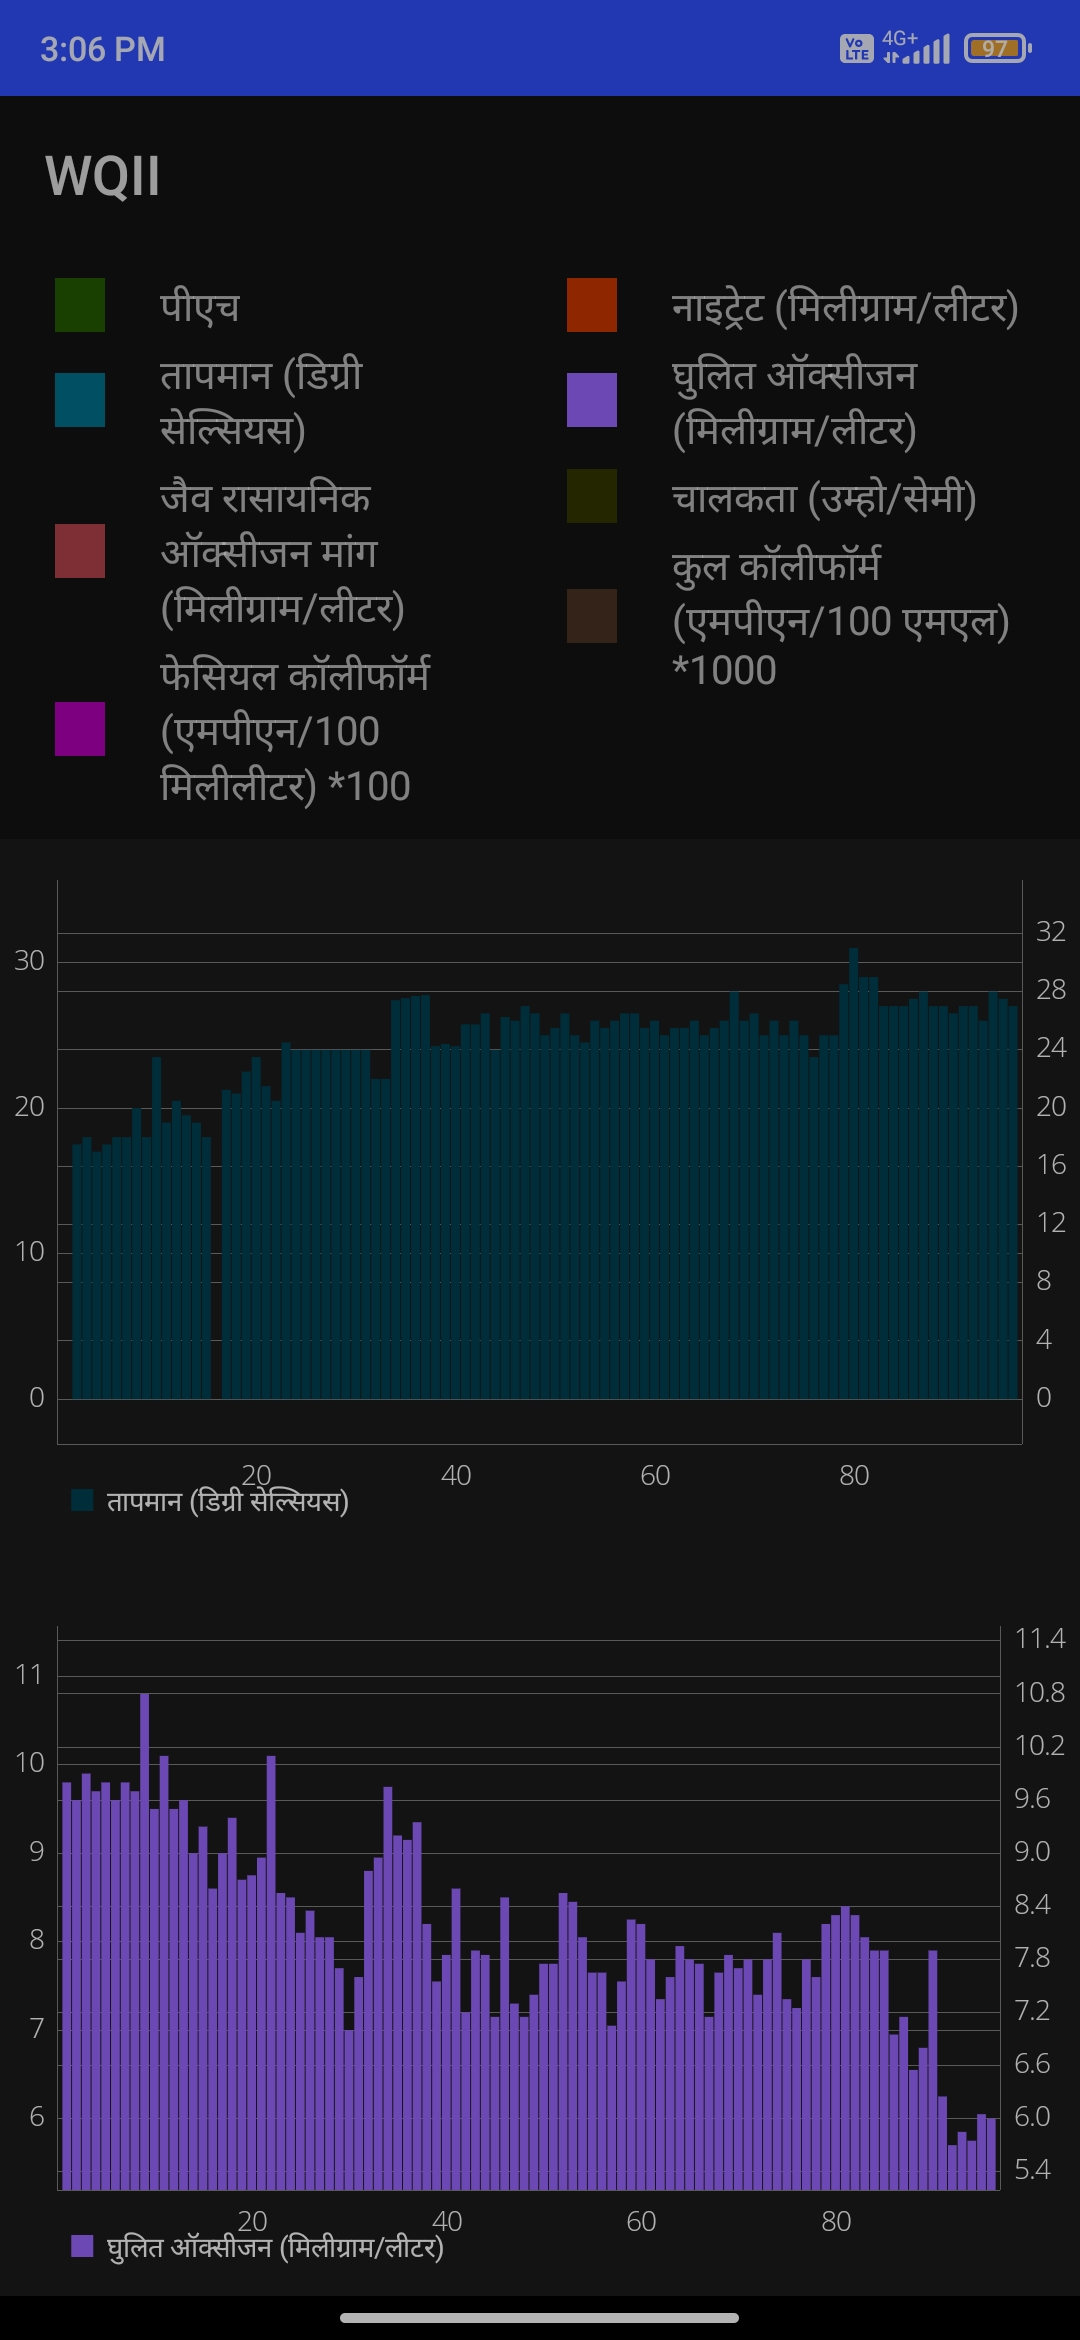 3:06 PM
Vo LTE 4G+ 97
WQII
पीएच
तापमान (डिग्री
सेल्सियस)
जैव रासायनिक
ऑक्सीजन मांग
(मिलीग्राम/लीटर)
फेसियल कॉलीफॉर्म
(एमपीएन/100
मिलीलीटर) *100
नाइट्रेट (मिलीग्राम/लीटर)
घुलित ऑक्सीजन
(मिलीग्राम/लीटर)
चालकता (उम्हो/सेमी)
कुल कॉलीफॉर्म
(एमपीएन/100 एमएल)
*1000
30
20
10
0
32
28
24
20
16
12
8
4
0
20 40 60 80
तापमान (डिग्री सेल्सियस)
11
10
9
8
7
6
11.4
10.8
10.2
9.6
9.0
8.4
7.8
7.2
6.6
6.0
5.4
20 40 60 80
घुलित ऑक्सीजन (मिलीग्राम/लीटर)